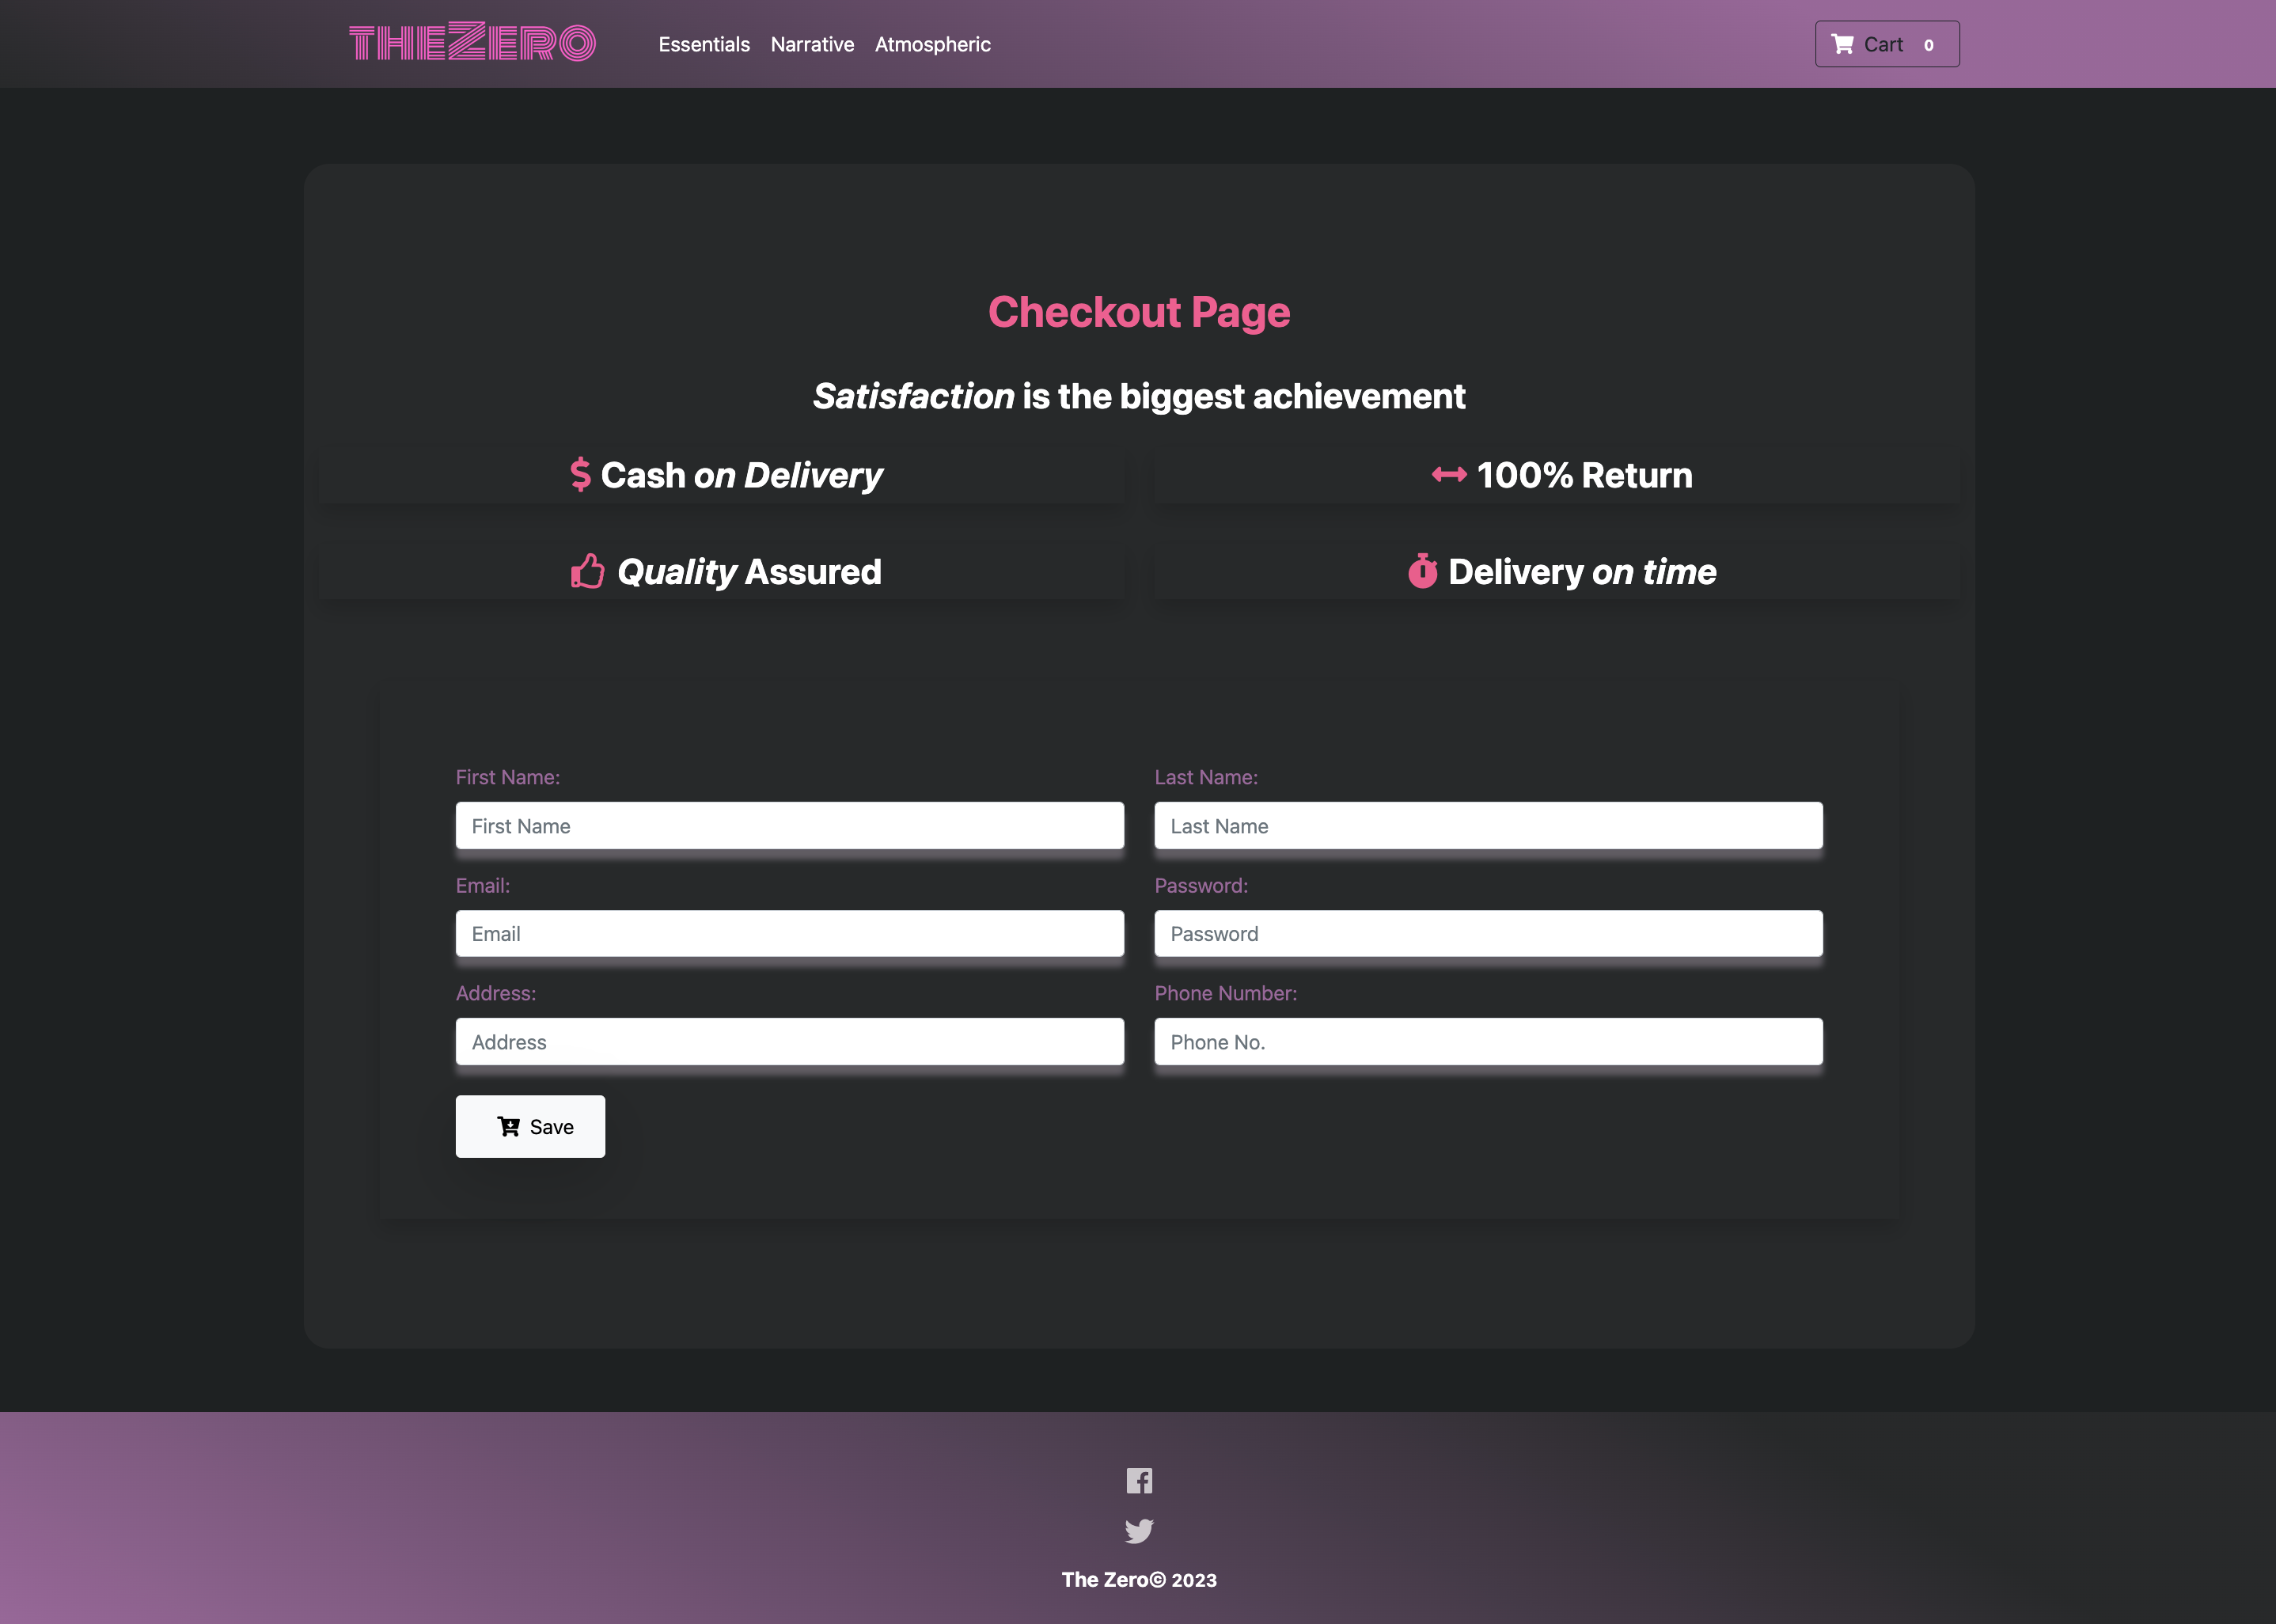 THEZERO Essentials Narrative Atmospheric Cart 0
Checkout Page
Satisfaction is the biggest achievement
$ Cash on Delivery
100% Return
Quality Assured
Delivery on time
First Name:
Last Name:
First Name
Last Name
Email:
Password:
Email
Password
Address:
Phone Number:
Address
Phone No.
Save
The Zero© 2023